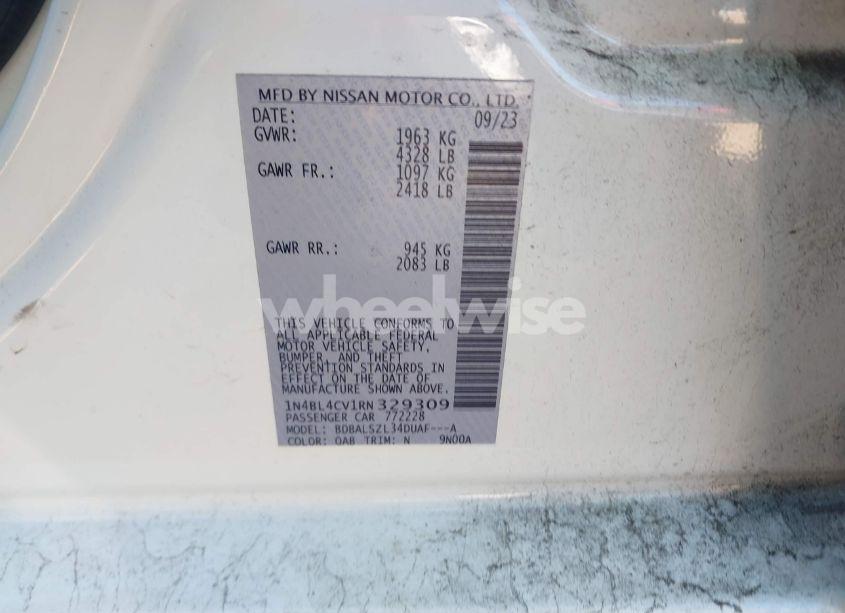 MFD BY NISSAN MOTOR CO., LTD.
DATE: 09/23
GVWR: 1963 KG
4328 LB
GAWR FR.: 1097 KG
2418 LB
GAWR RR.: 945 KG
2083 LB
wheelwise
THIS VEHICLE CONFORMS TO
ALL APPLICABLE FEDERAL
MOTOR VEHICLE SAFETY,
BUMPER, AND THEFT
PREVENTION STANDARDS IN
EFFECT ON THE DATE OF
MANUFACTURE SHOWN ABOVE.
1N4BL4CV1RN329309
PASSENGER CAR 772228
MODEL: BDBALSZL34DUAF---A
COLOR: QAB TRIM: N 9N00A